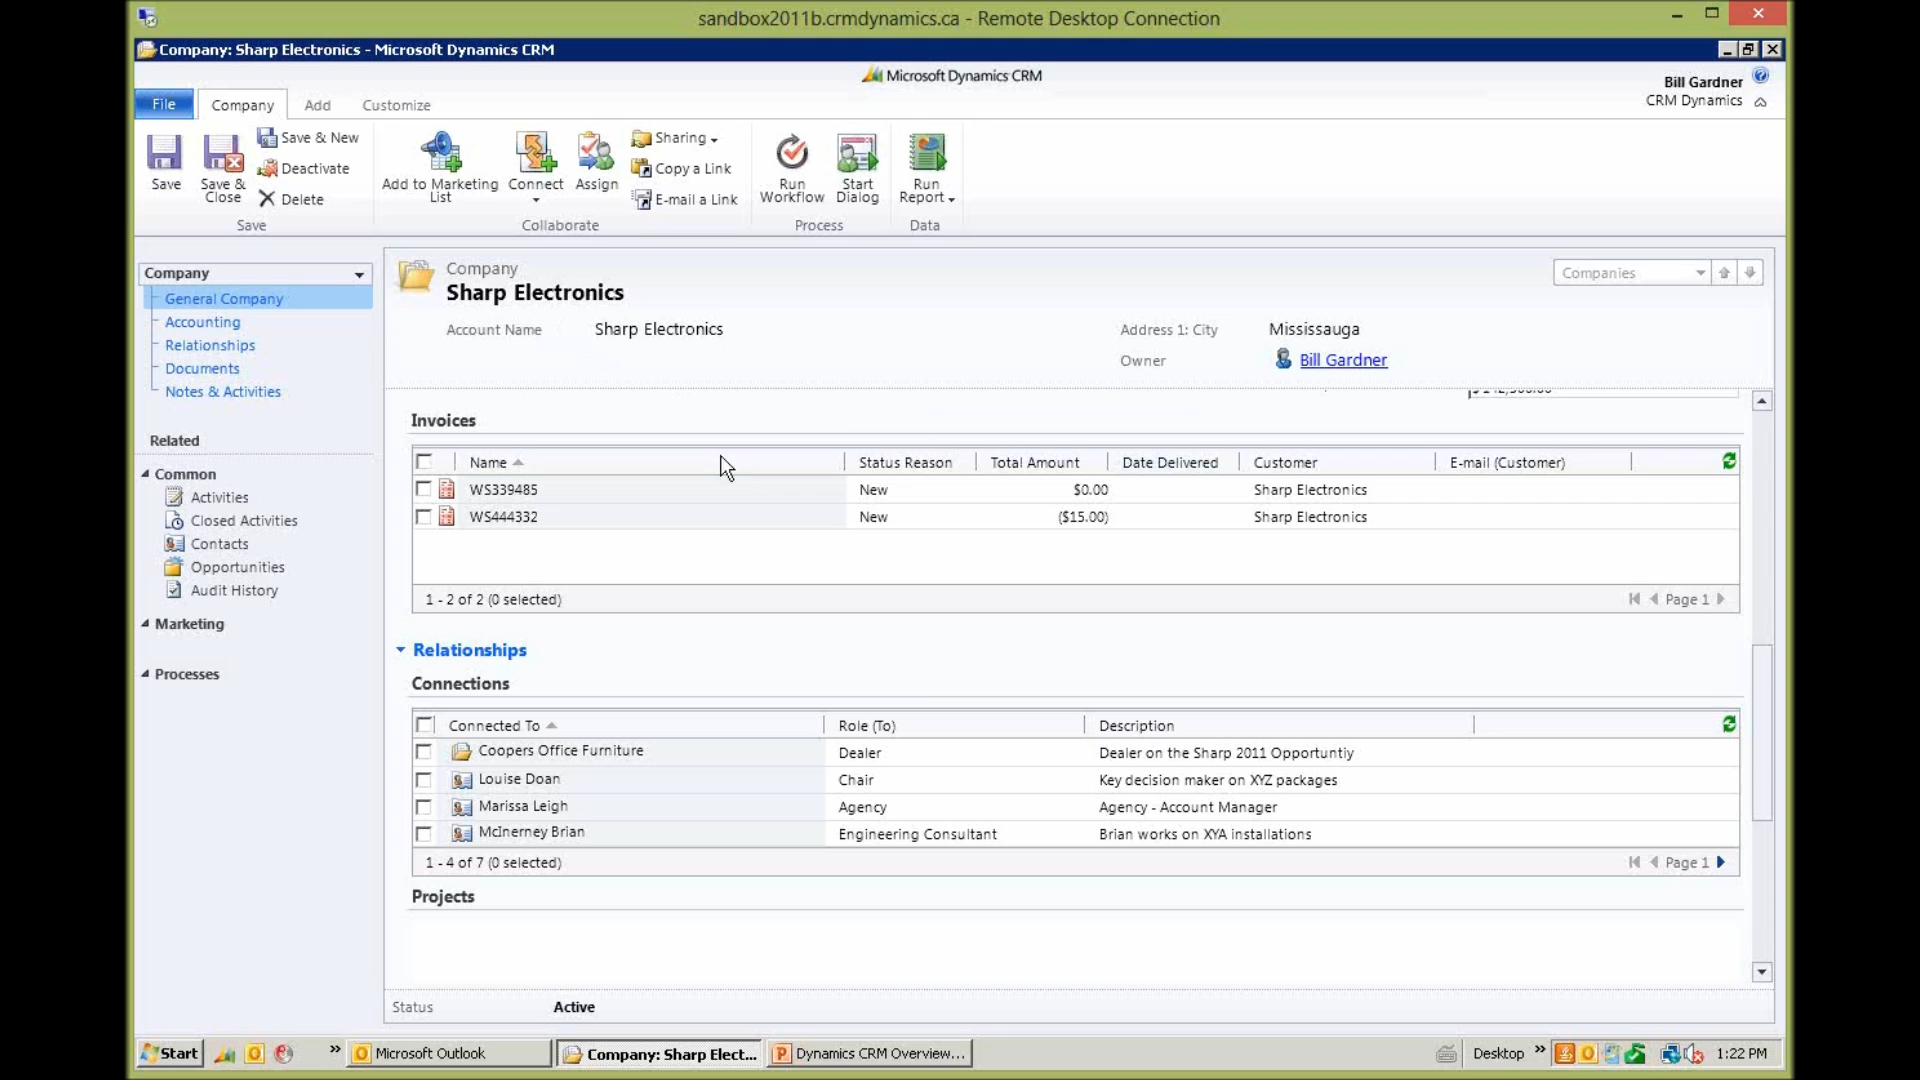 sandbox2011b.crmdynamics.ca - Remote Desktop Connection
Company: Sharp Electronics - Microsoft Dynamics CRM
Microsoft Dynamics CRM
Bill Gardner
CRM Dynamics
File Company Add Customize
Save
Save & Close
Save & New
Deactivate
Delete
Save
Add to Marketing List
Connect
Assign
Sharing
Copy a Link
E-mail a Link
Collaborate
Run Workflow
Start Dialog
Process
Run Report
Data
Company
General Company
Accounting
Relationships
Documents
Notes & Activities
Related
Common
Activities
Closed Activities
Contacts
Opportunities
Audit History
Marketing
Processes
Company
Sharp Electronics
Companies
Account Name Sharp Electronics
Address 1: City Mississauga
Owner Bill Gardner
Invoices
Name Status Reason Total Amount Date Delivered Customer E-mail (Customer)
WS339485 New $0.00 Sharp Electronics
WS444332 New ($15.00) Sharp Electronics
1 - 2 of 2 (0 selected) Page 1
Relationships
Connections
Connected To Role (To) Description
Coopers Office Furniture Dealer Dealer on the Sharp 2011 Opportuntiy
Louise Doan Chair Key decision maker on XYZ packages
Marissa Leigh Agency Agency - Account Manager
McInerney Brian Engineering Consultant Brian works on XYA installations
1 - 4 of 7 (0 selected) Page 1
Projects
Status Active
Start » Microsoft Outlook Company: Sharp Elect... Dynamics CRM Overview... Desktop » 1:22 PM